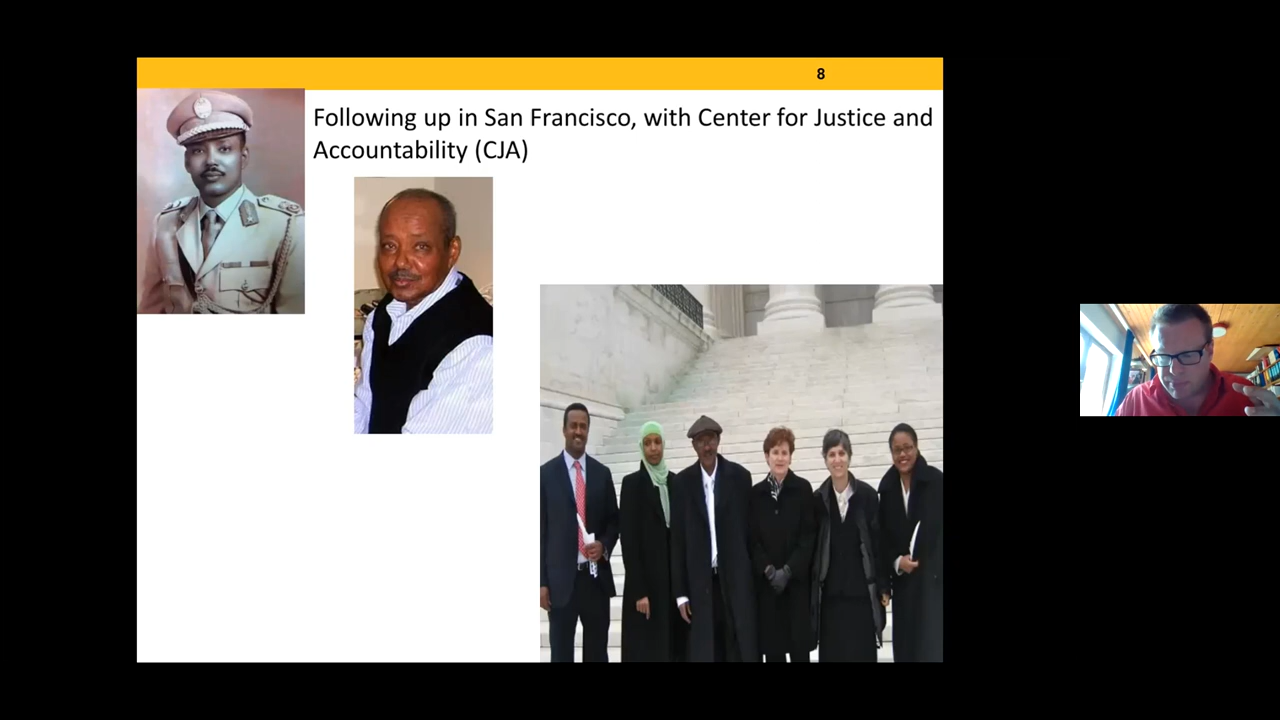 8
Following up in San Francisco, with Center for Justice and
Accountability (CJA)